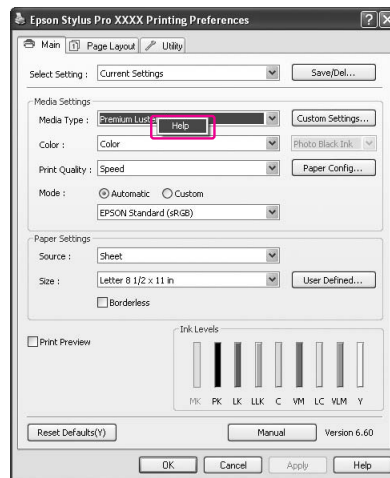 Epson Stylus Pro XXXX Printing Preferences
Main Page Layout Utility
Select Setting : Current Settings Save/Del...
Media Settings
Media Type : Premium Lust Help Custom Settings...
Color : Color Photo Black Ink
Print Quality : Speed Paper Config...
Mode : Automatic Custom
EPSON Standard (sRGB)
Paper Settings
Source : Sheet
Size : Letter 8 1/2 x 11 in User Defined...
Borderless
Print Preview
Ink Levels
MK PK LK LLK C VM LC VLM Y
Reset Defaults(Y) Manual Version 6.60
OK Cancel Apply Help